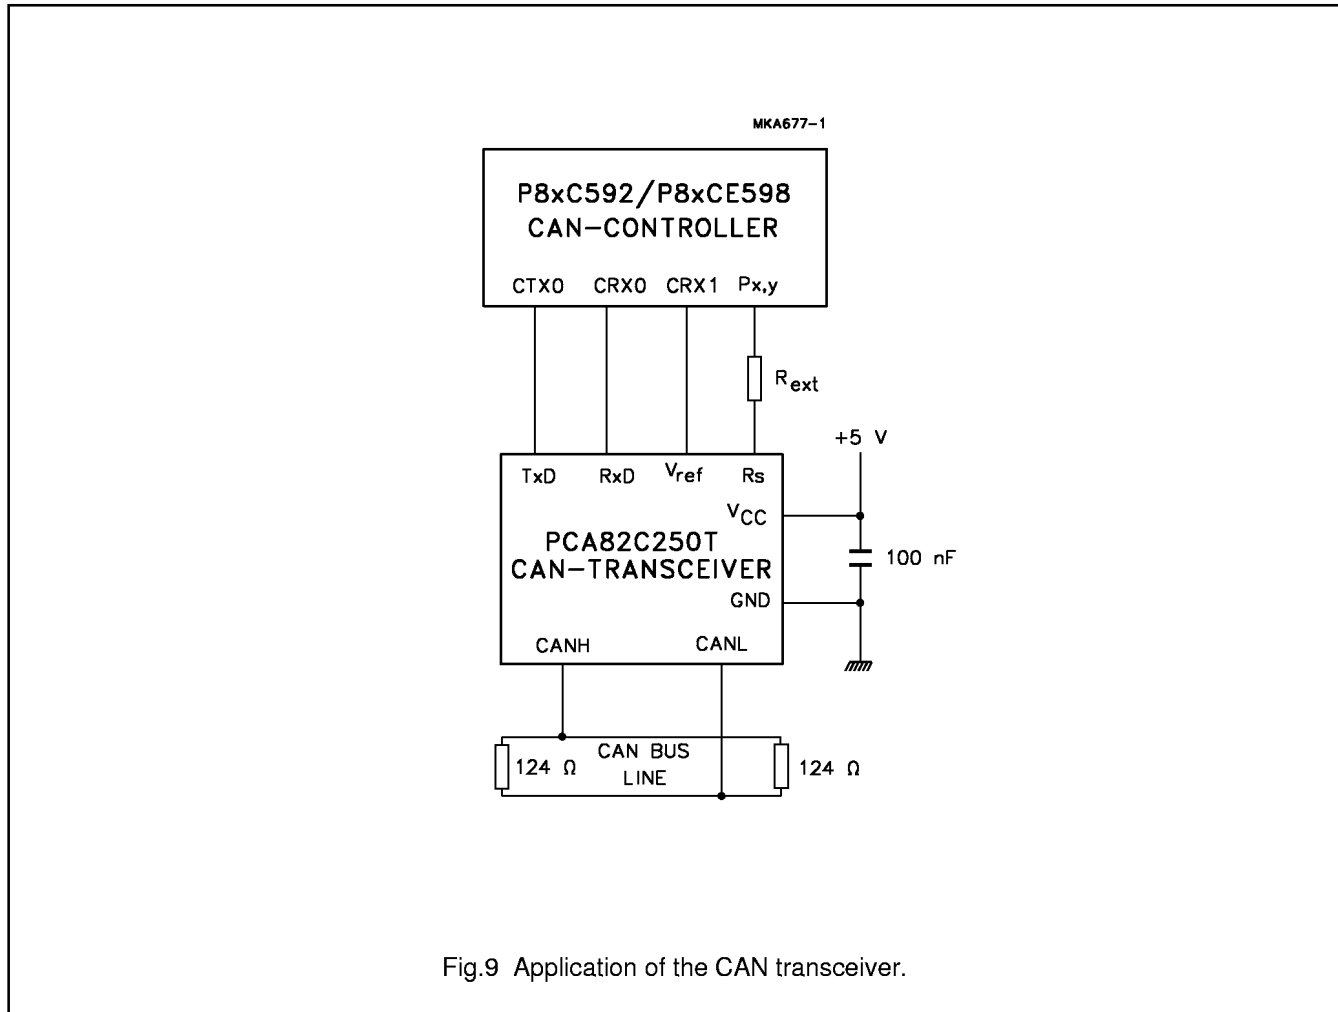 MKA677-1
P8xC592/P8xCE598
CAN-CONTROLLER
CTX0 CRX0 CRX1 Px,y
Rext
+5 V
TxD RxD Vref Rs
VCC
PCA82C250T
CAN-TRANSCEIVER
100 nF
GND
CANH CANL
CAN BUS
LINE
124 Ω
124 Ω
Fig.9 Application of the CAN transceiver.